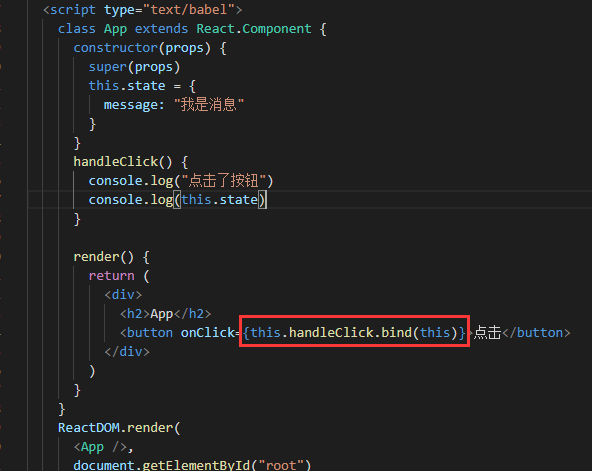 <script type="text/babel">
class App extends React.Component {
constructor(props) {
super(props)
this.state = {
message: "我是消息"
}
}
handleClick() {
console.log("点击了按钮")
console.log(this.state)
}
render() {
return (
<div>
<h2>App</h2>
<button onClick={this.handleClick.bind(this)}>点击</button>
</div>
)
}
}
ReactDOM.render(
<App />,
document.getElementById("root")